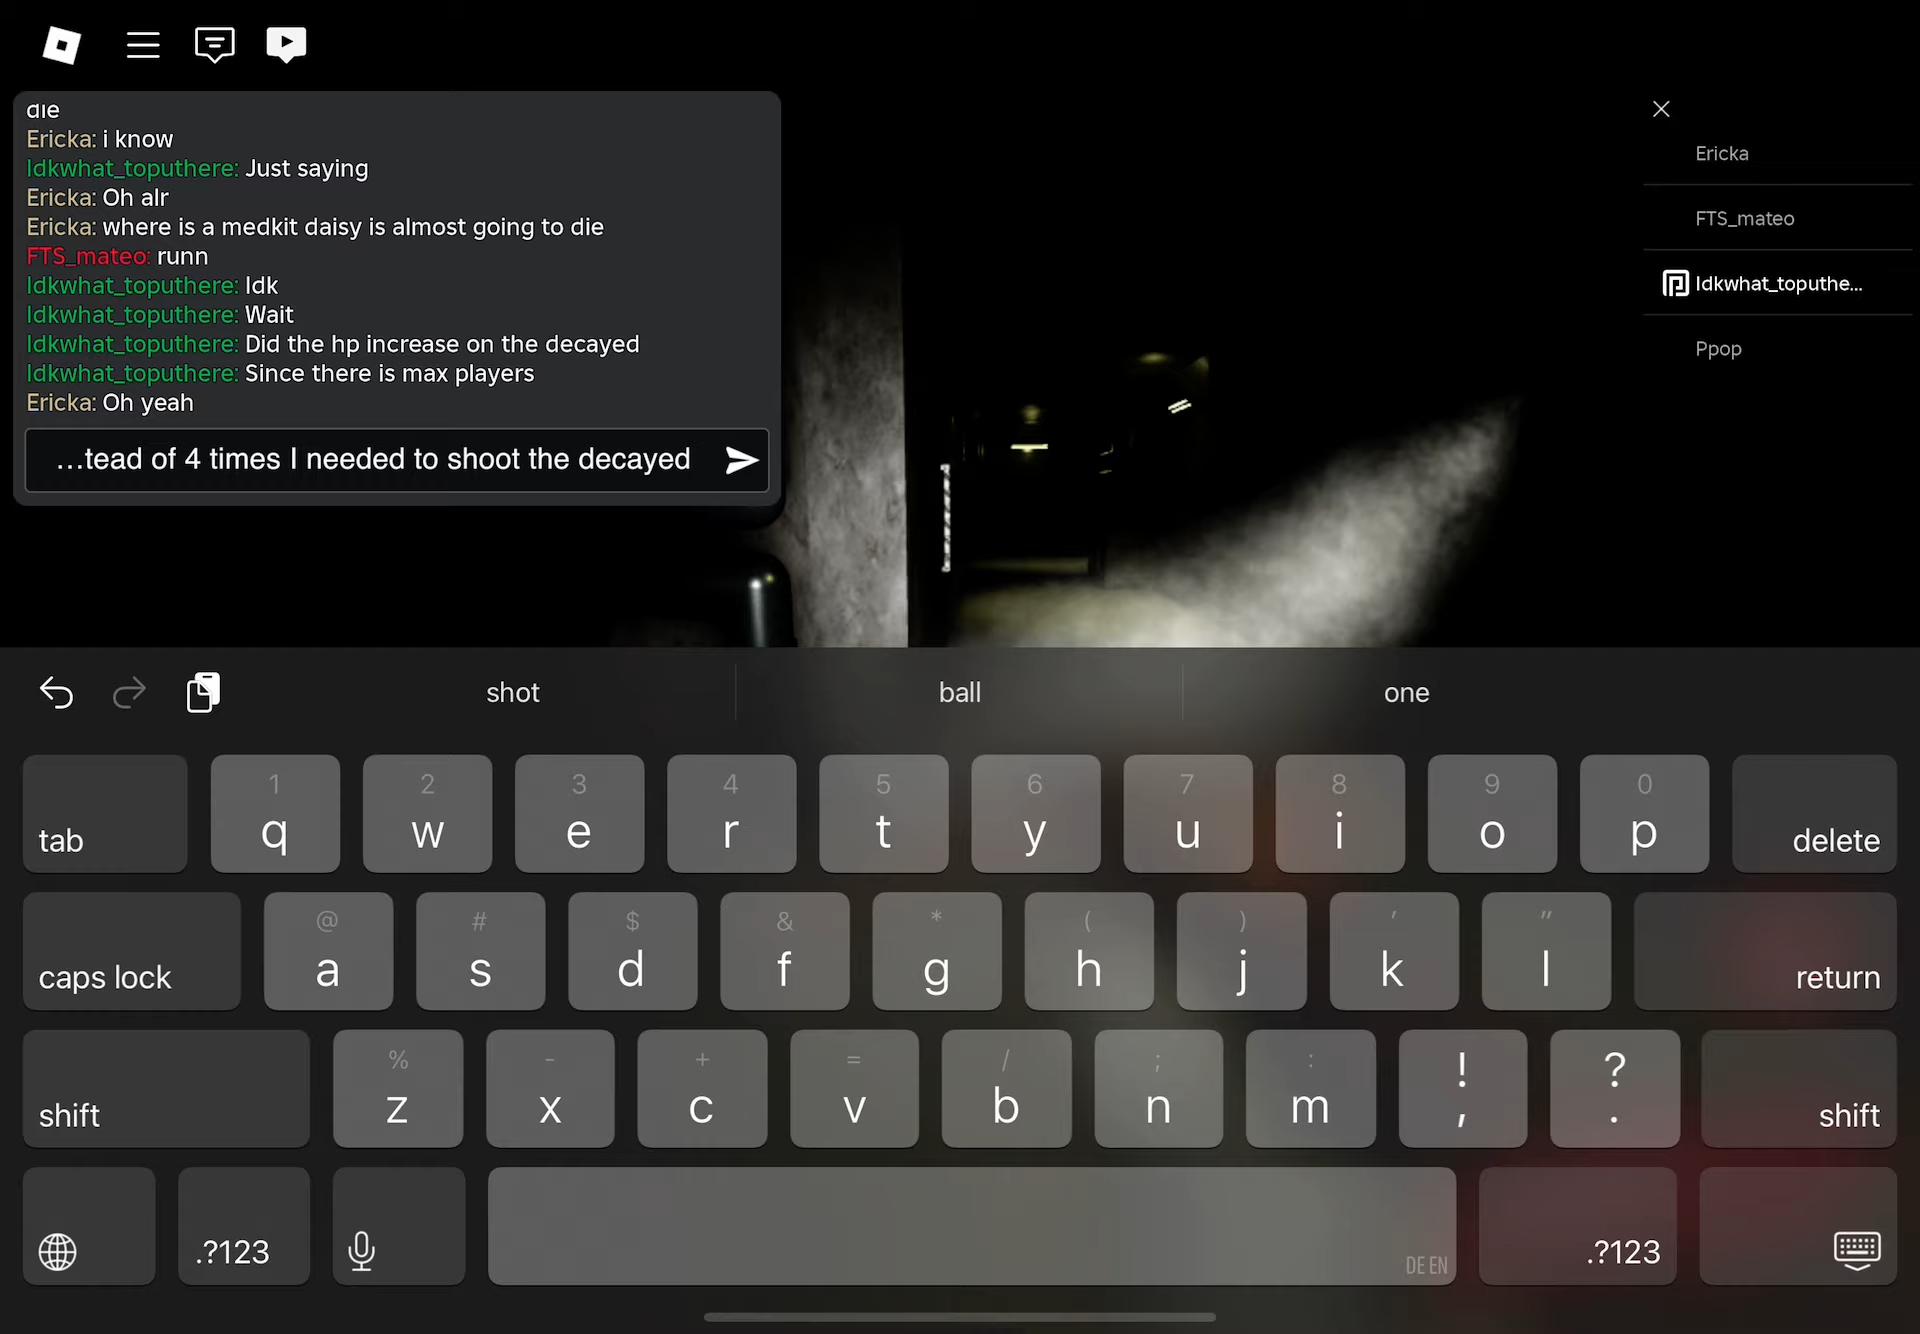 die
Ericka: i know
Idkwhat_toputhere: Just saying
Ericka: Oh alr
Ericka: where is a medkit daisy is almost going to die
FTS_mateo: runn
Idkwhat_toputhere: Idk
Idkwhat_toputhere: Wait
Idkwhat_toputhere: Did the hp increase on the decayed
Idkwhat_toputhere: Since there is max players
Ericka: Oh yeah
...tead of 4 times I needed to shoot the decayed
Ericka
FTS_mateo
Idkwhat_toputhe...
Ppop
shot ball one
1 2 3 4 5 6 7 8 9 0
tab q w e r t y u i o p delete
@ # $ & * ( ) ' "
caps lock a s d f g h j k l return
% - + = / ; : ! ?
shift z x c v b n m , . shift
.?123 DE EN .?123